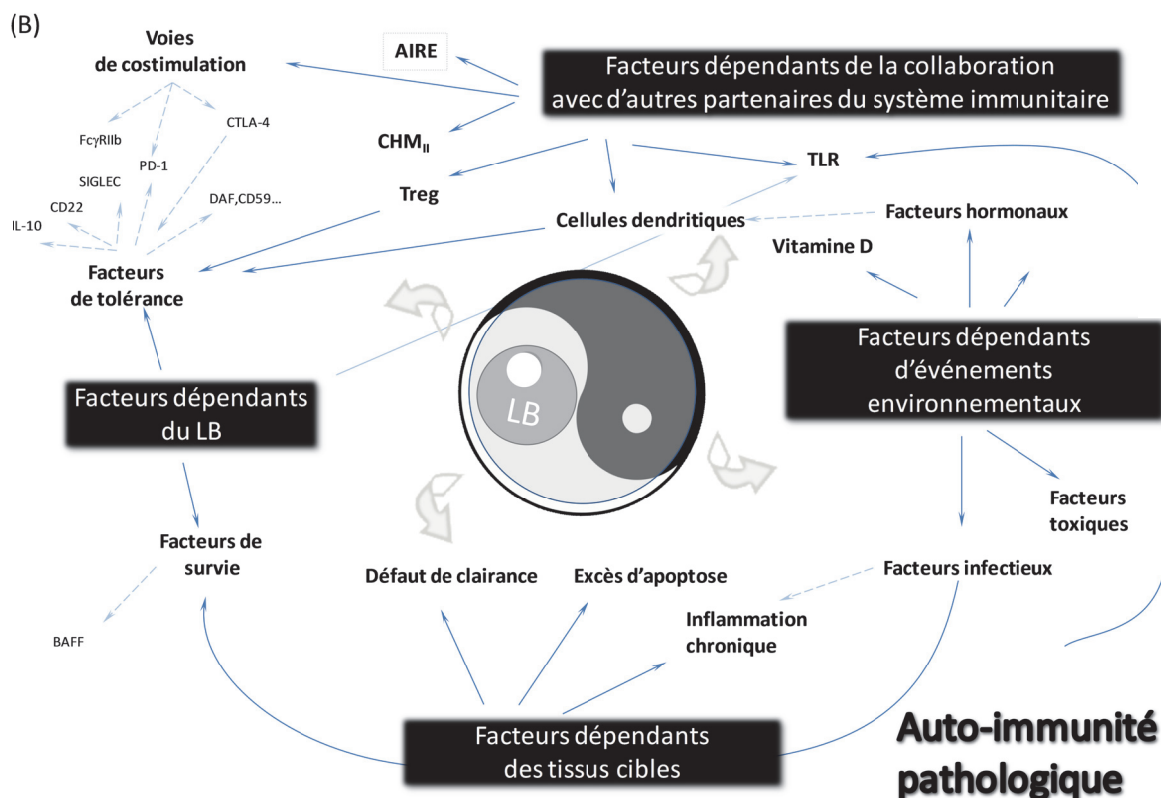 (B)
Voies
de costimulation
AIRE
Facteurs dépendants de la collaboration
avec d'autres partenaires du système immunitaire
FcγRIIb
CTLA-4
PD-1
SIGLEC
CD22
IL-10
DAF,CD59...
CHM II
Treg
TLR
Cellules dendritiques
Facteurs hormonaux
Vitamine D
Facteurs
de tolérance
Facteurs dépendants
d'événements
environnementaux
Facteurs dépendants
du LB
LB
Facteurs
toxiques
Facteurs de
survie
Défaut de clairance
Excès d'apoptose
Facteurs infectieux
Inflammation
chronique
BAFF
Facteurs dépendants
des tissus cibles
Auto-immunité
pathologique